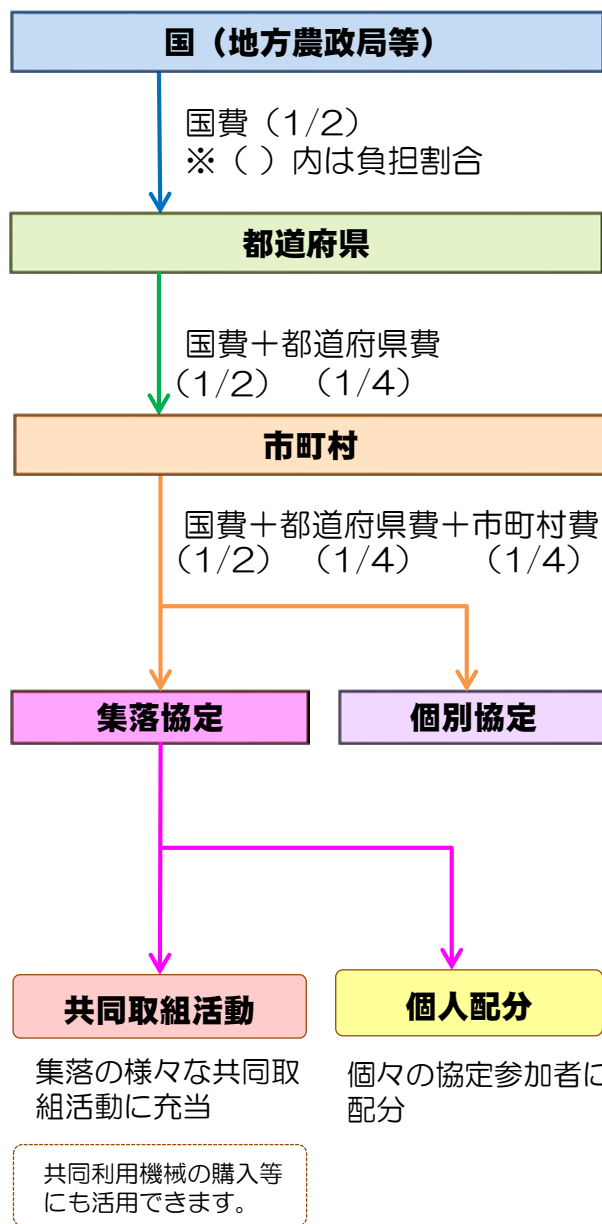 国（地方農政局等）
国費（1/2）
※（ ）内は負担割合
都道府県
国費＋都道府県費
（1/2）　（1/4）
市町村
国費＋都道府県費＋市町村費
（1/2）　（1/4）　　（1/4）
集落協定
個別協定
共同取組活動
集落の様々な共同取
組活動に充当
共同利用機械の購入等
にも活用できます。
個人配分
個々の協定参加者に
配分